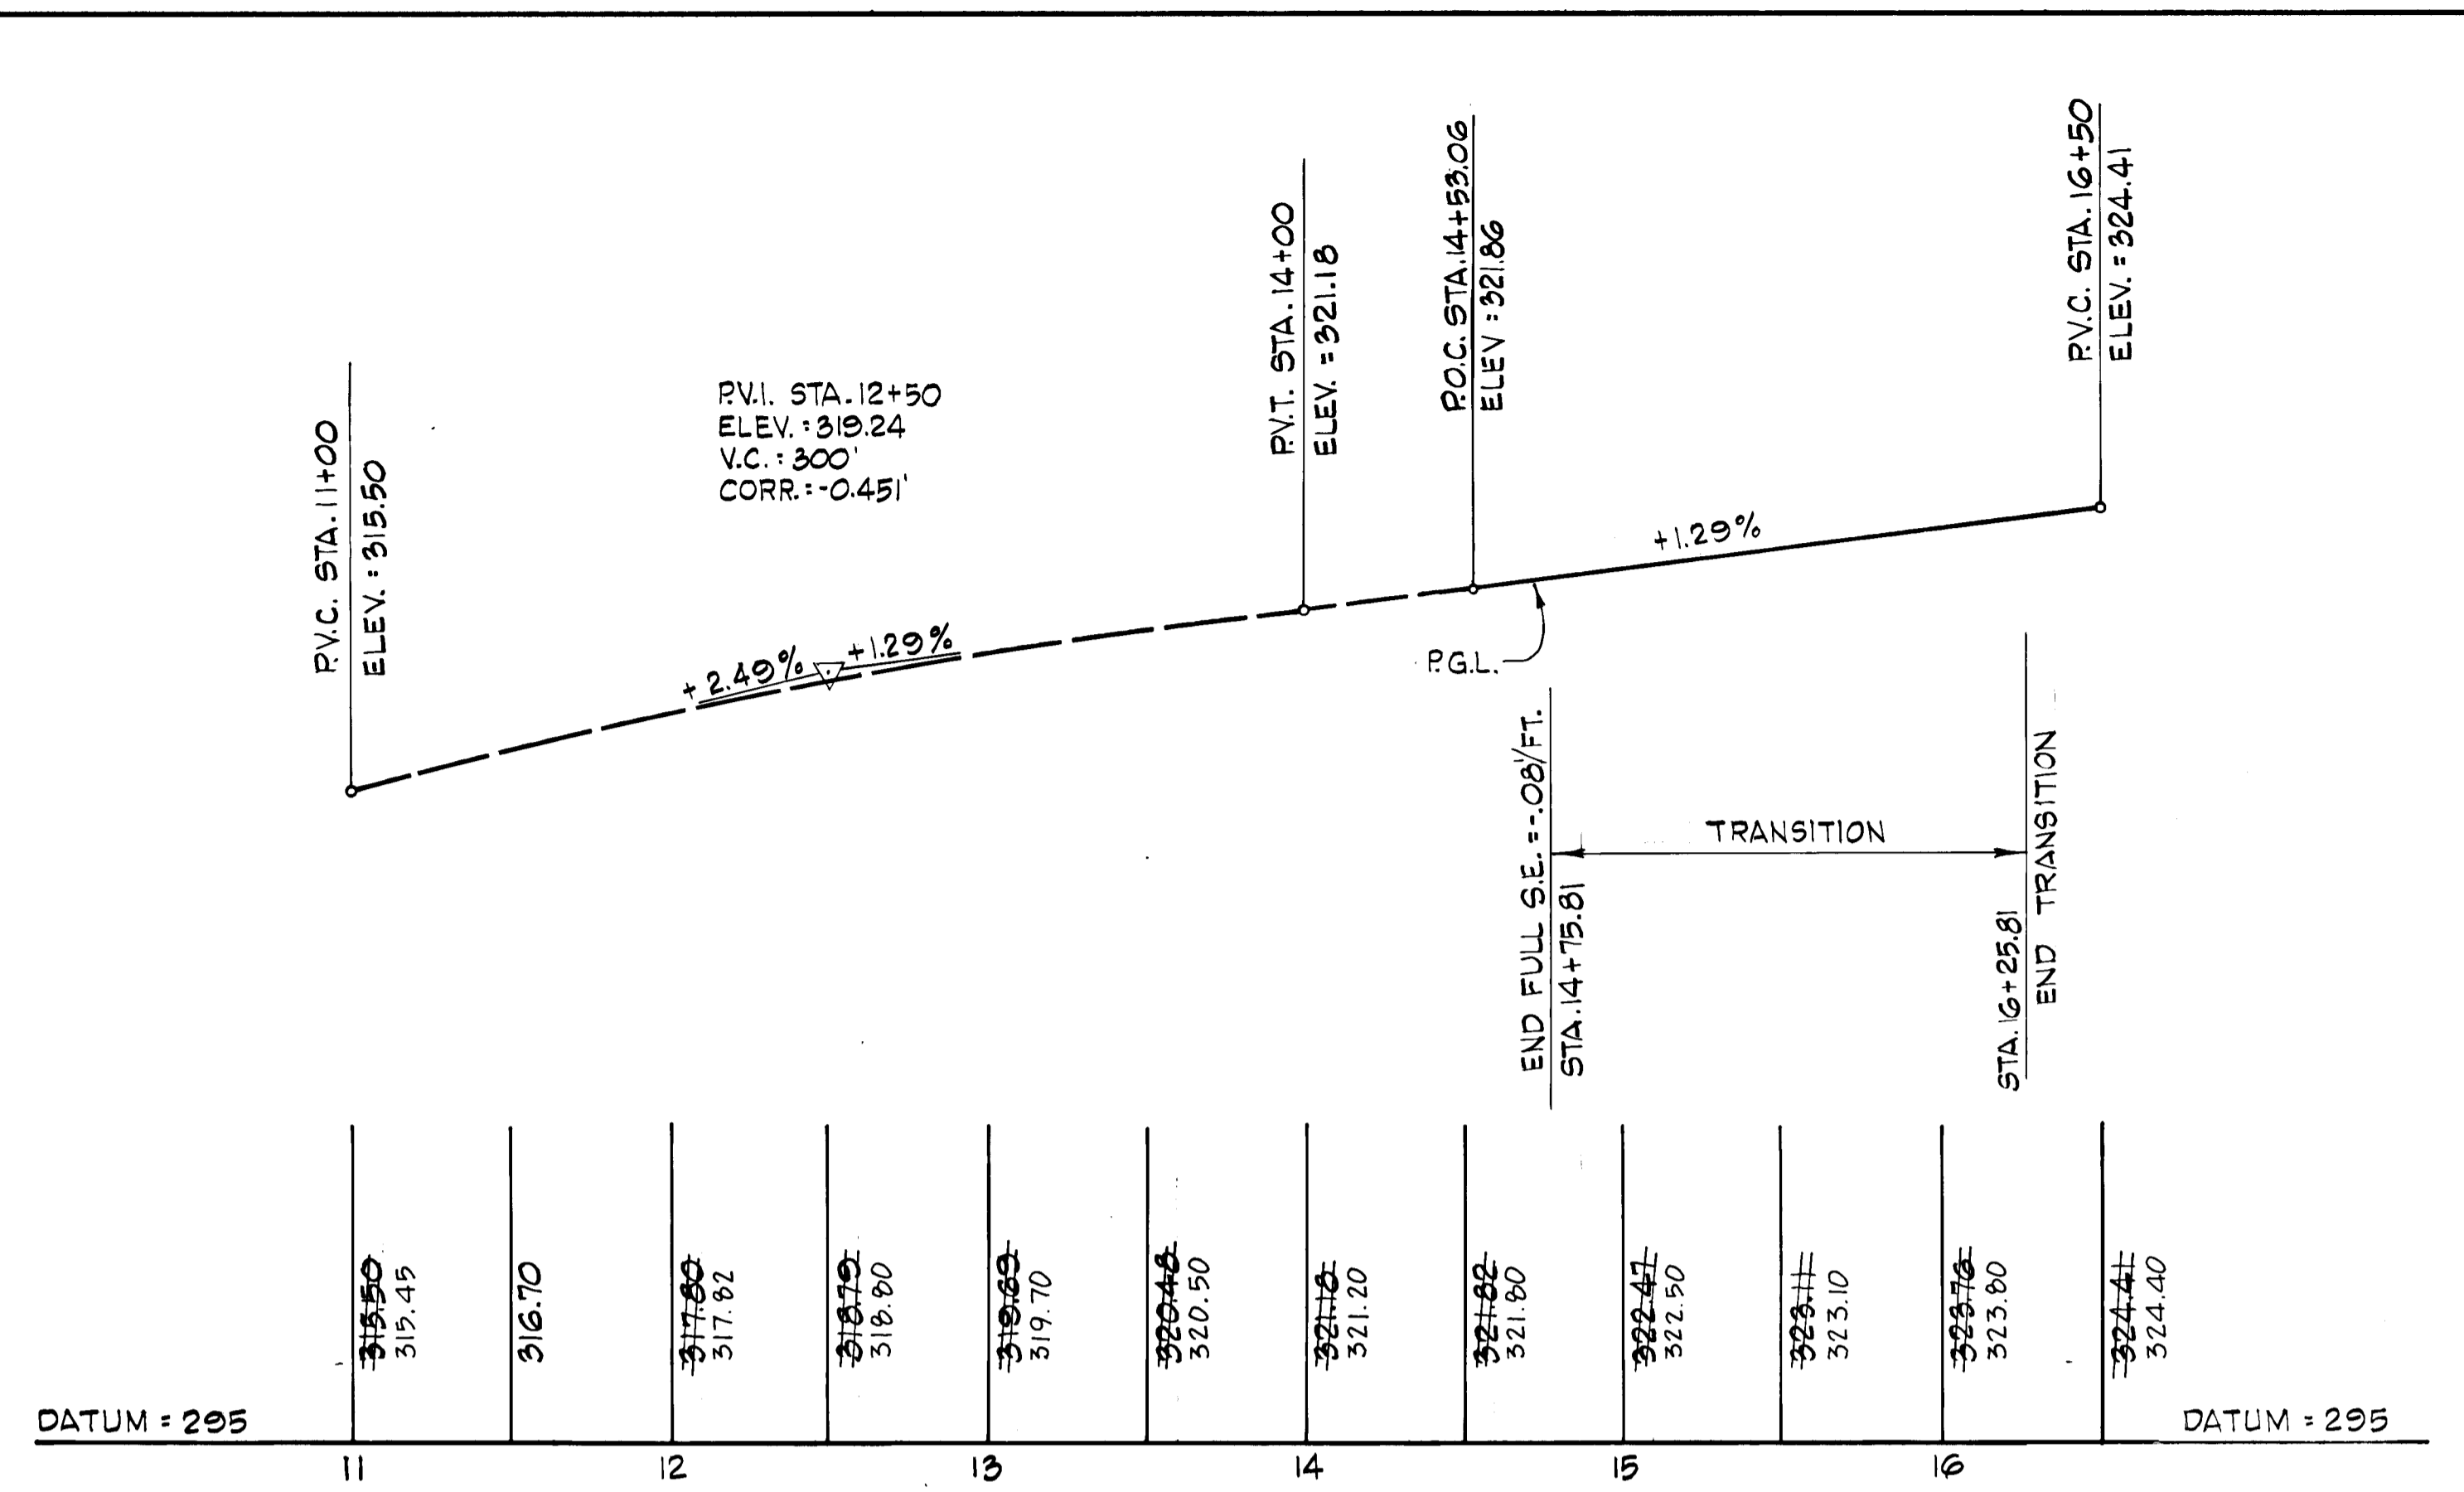 P.V.C. STA. 11+00
ELEV. = 315.50
P.V.I. STA. 12+50
ELEV. = 319.24
V.C. = 300'
CORR. = -0.451'
+2.49%
+1.29%
P.V.T. STA. 14+00
ELEV. = 321.18
P.O.C. STA. 14+53.06
ELEV = 321.86
+1.29%
P.G.L.
P.V.C. STA. 16+50
ELEV. = 324.41
END FULL S.E. = -.08'/FT.
STA. 14+75.81
TRANSITION
STA. 16+25.81
END TRANSITION
315.50
315.45
316.70
317.80
317.82
318.79
318.80
319.69
319.70
320.48
320.50
321.18
321.20
321.82
321.80
322.47
322.50
323.11
323.10
323.76
323.80
324.41
324.40
DATUM = 295
DATUM = 295
11
12
13
14
15
16